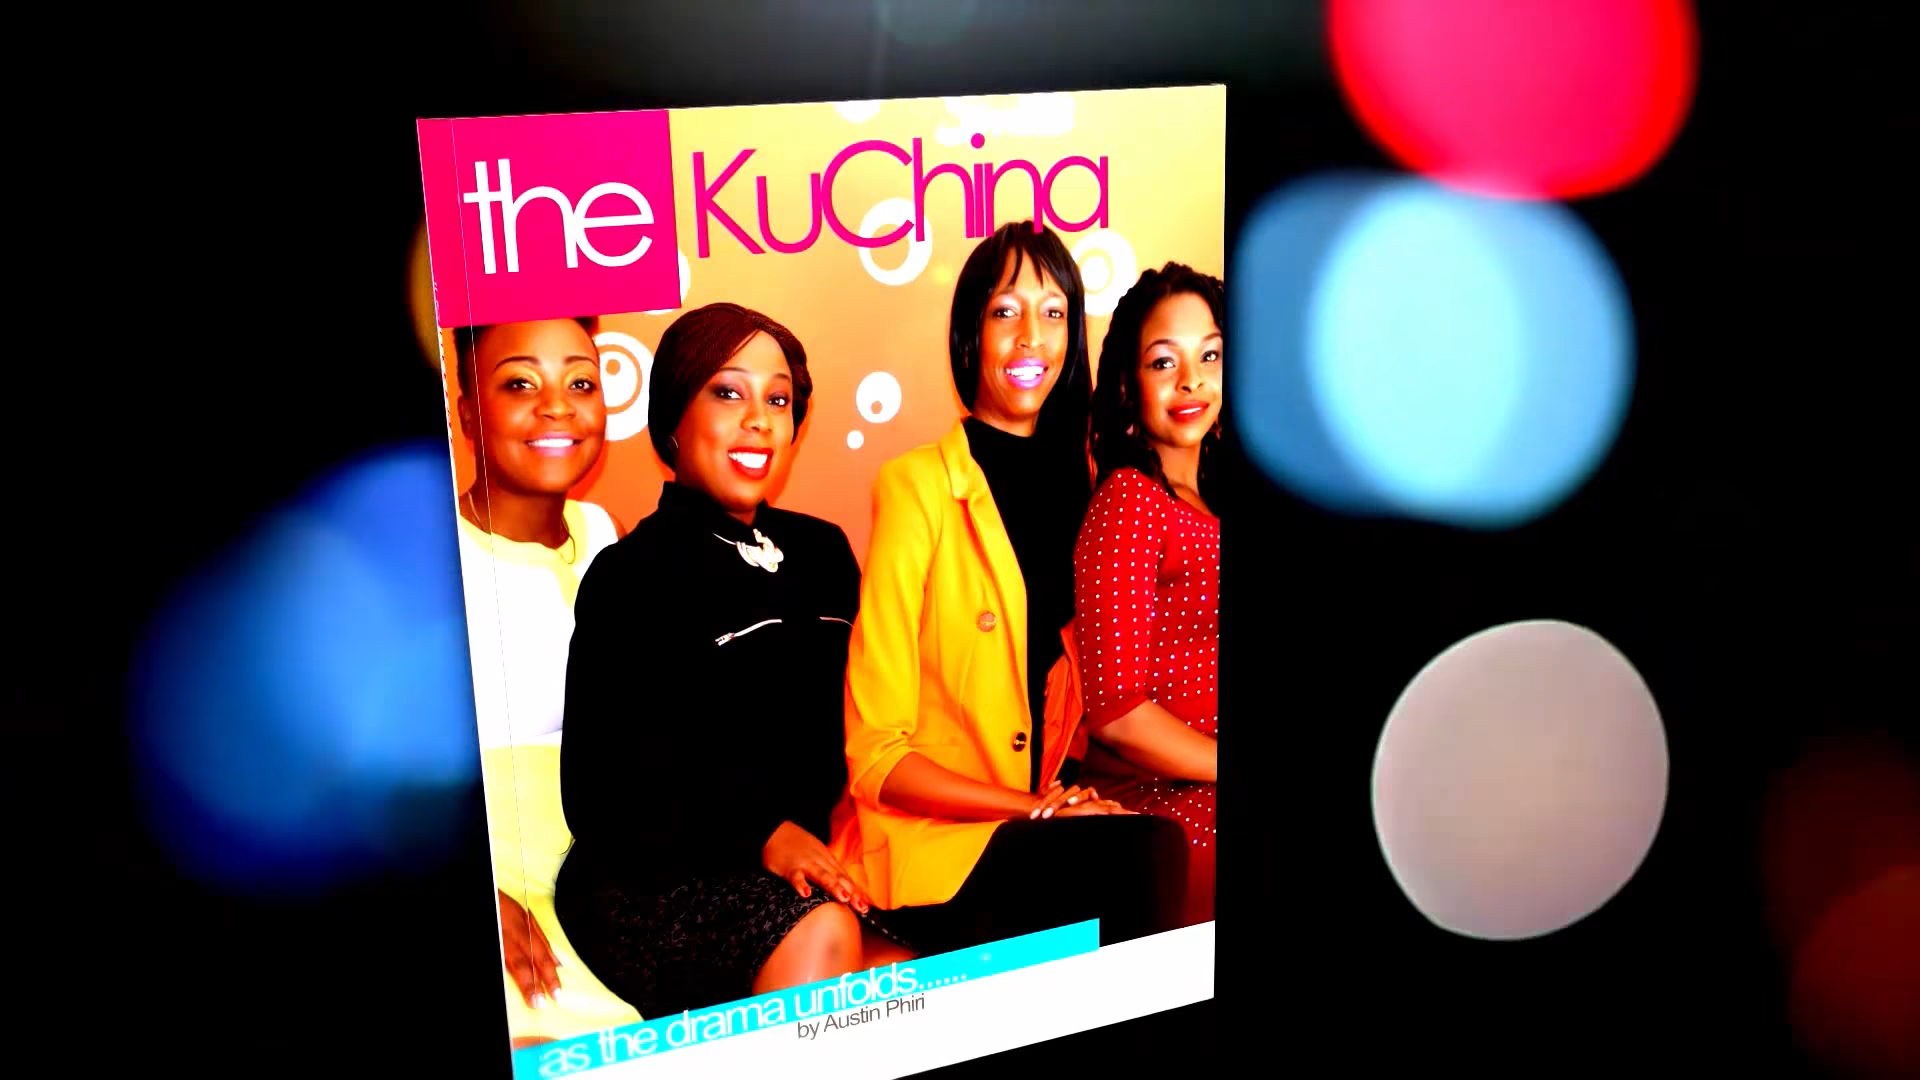 the KuChina
as the drama unfolds......
by Austin Phiri